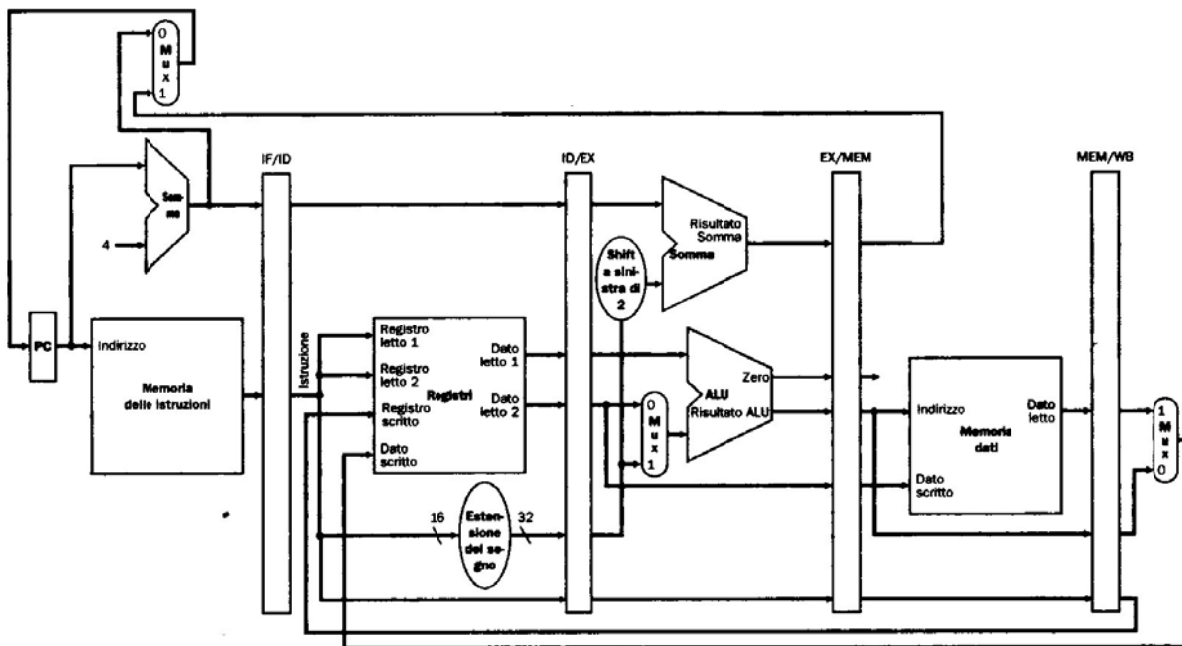 0
M
u
x
1
IF/ID
ID/EX
EX/MEM
MEM/WB
Som-
ma
4
Risultato
Somma
Somma
Shift
a sini-
stra di
2
PC
Indirizzo
Memoria
delle istruzioni
Istruzione
Registro
letto 1
Registro
letto 2
Registro
scritto
Dato
scritto
Registri
Dato
letto 1
Dato
letto 2
0
M
u
x
1
Zero
ALU
Risultato ALU
Indirizzo
Dato
scritto
Memoria
dati
Dato
letto
1
M
u
x
0
16
Esten-
sione
del se-
gno
32